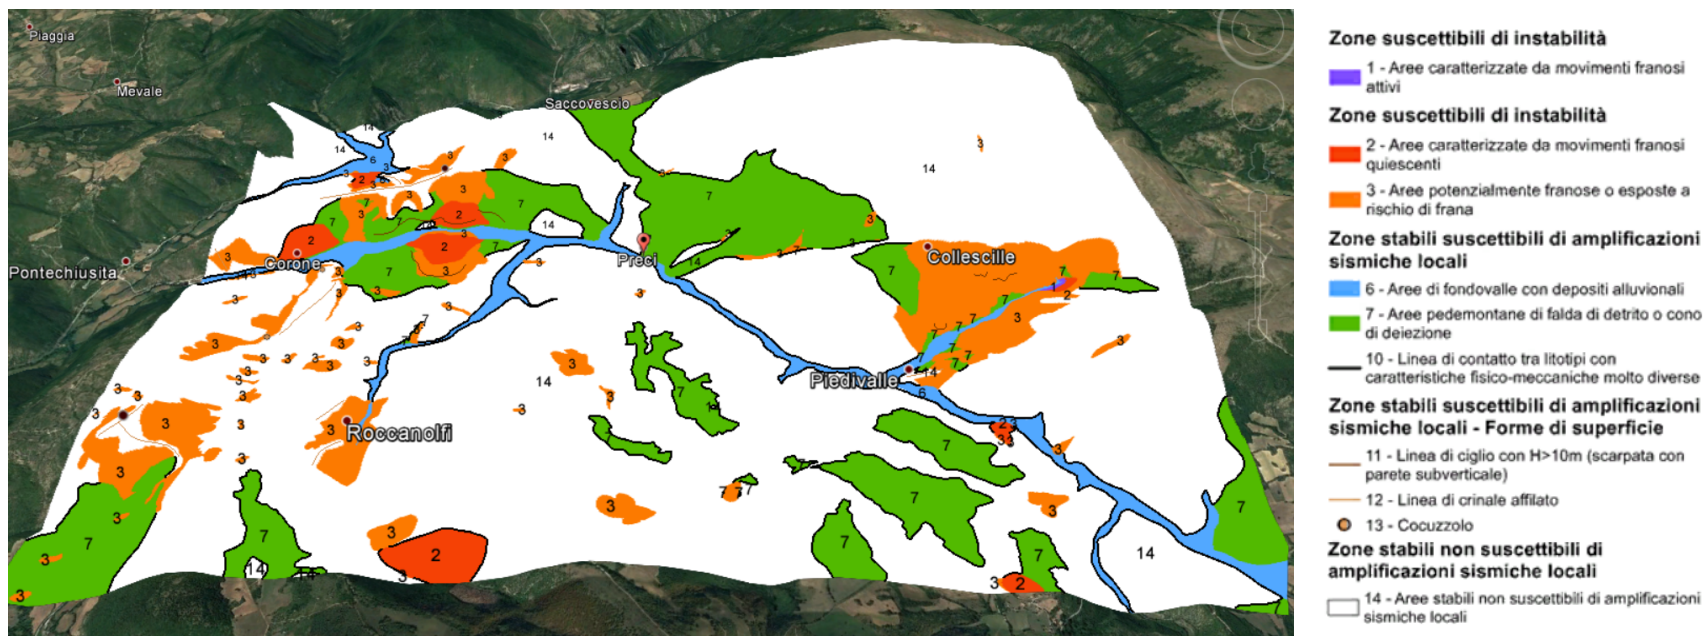 Piaggia
Mevale
Saccovescio
Pontechiusita
Corone
Preci
Collescille
Piedivalle
Roccanolfi
Zone suscettibili di instabilità
1 - Aree caratterizzate da movimenti franosi
attivi
Zone suscettibili di instabilità
2 - Aree caratterizzate da movimenti franosi
quiescenti
3 - Aree potenzialmente franose o esposte a
rischio di frana
Zone stabili suscettibili di amplificazioni
sismiche locali
6 - Aree di fondovalle con depositi alluvionali
7 - Aree pedemontane di falda di detrito o cono
di deiezione
10 - Linea di contatto tra litotipi con
caratteristiche fisico-meccaniche molto diverse
Zone stabili suscettibili di amplificazioni
sismiche locali - Forme di superficie
11 - Linea di ciglio con H>10m (scarpata con
parete subverticale)
12 - Linea di crinale affilato
13 - Cocuzzolo
Zone stabili non suscettibili di
amplificazioni sismiche locali
14 - Aree stabili non suscettibili di amplificazioni
sismiche locali